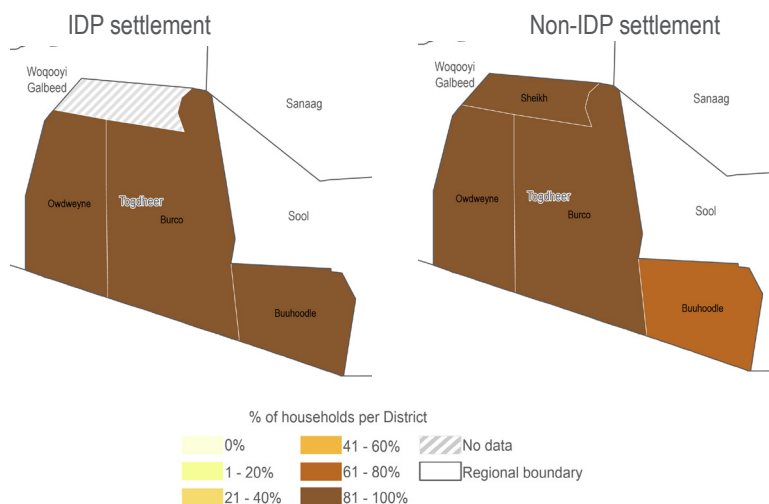 IDP settlement
Woqooyi
Galbeed
Sanaag
Owdweyne
Togdheer
Burco
Sool
Buuhoodle
Non-IDP settlement
Woqooyi
Galbeed
Sheikh
Sanaag
Owdweyne
Togdheer
Burco
Sool
Buuhoodle
% of households per District
0%
1 - 20%
21 - 40%
41 - 60%
61 - 80%
81 - 100%
No data
Regional boundary